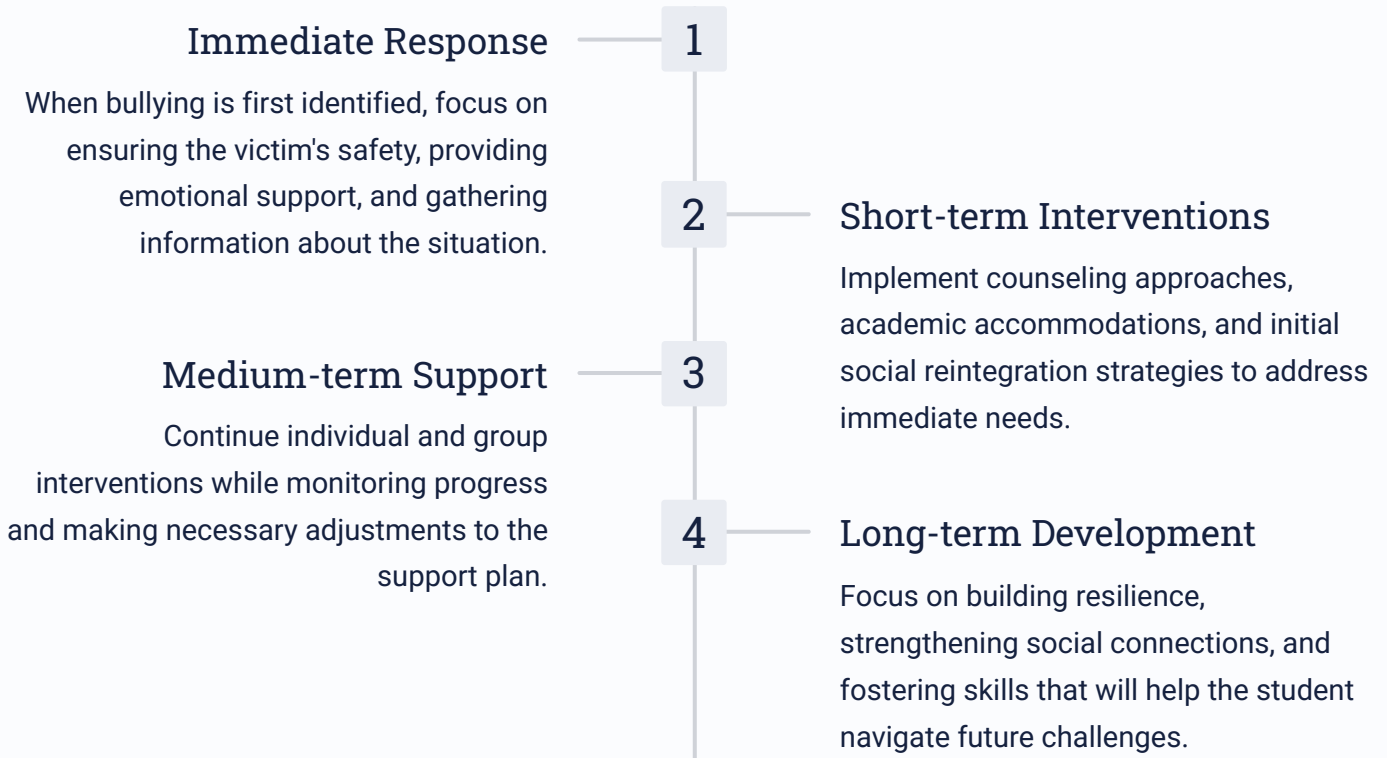 Immediate Response
1
When bullying is first identified, focus on
ensuring the victim's safety, providing
emotional support, and gathering
information about the situation.
2
Short-term Interventions
Implement counseling approaches,
academic accommodations, and initial
social reintegration strategies to address
immediate needs.
Medium-term Support
3
Continue individual and group
interventions while monitoring progress
and making necessary adjustments to the
support plan.
4
Long-term Development
Focus on building resilience,
strengthening social connections, and
fostering skills that will help the student
navigate future challenges.